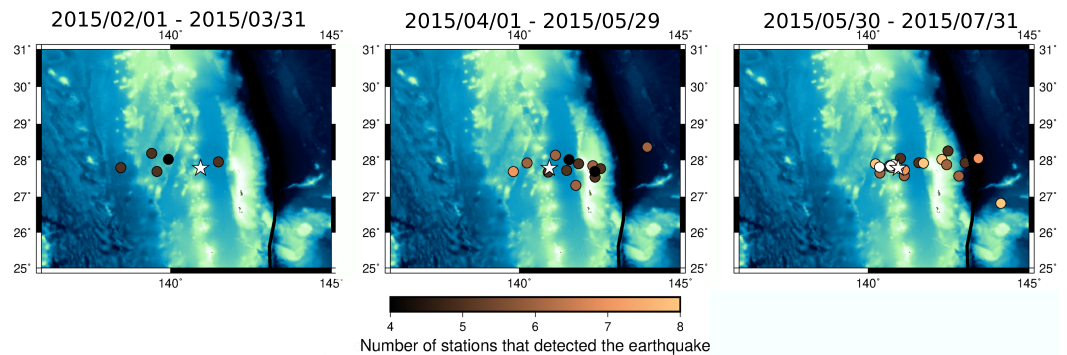 2015/02/01 - 2015/03/31 2015/04/01 - 2015/05/29 2015/05/30 - 2015/07/31
140˚ 145˚ 140˚ 145˚ 140˚ 145˚
31˚ 31˚ 31˚
30˚ 30˚ 30˚
29˚ 29˚ 29˚
28˚ 28˚ 28˚
27˚ 27˚ 27˚
26˚ 26˚ 26˚
25˚ 25˚ 25˚
140˚ 145˚ 140˚ 145˚ 140˚ 145˚
4 5 6 7 8
Number of stations that detected the earthquake